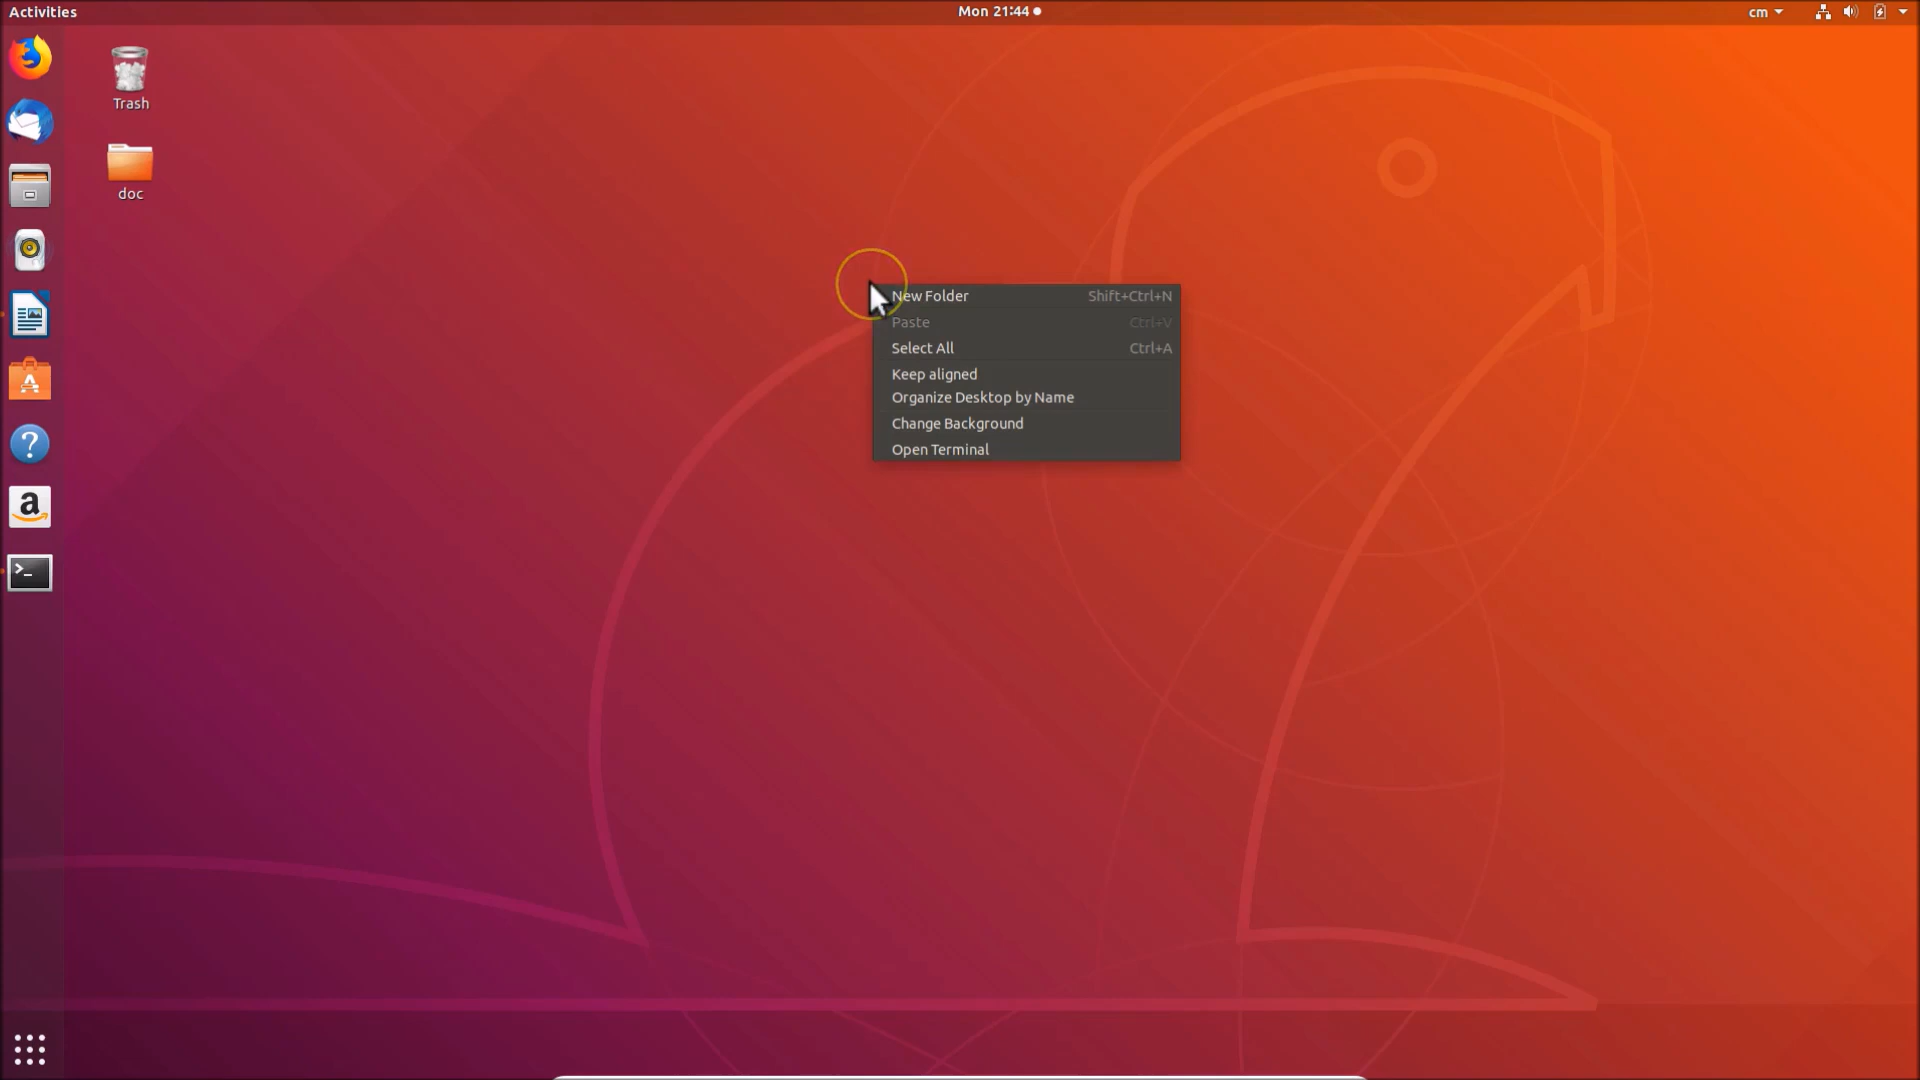 Activities
Mon 21:44
cm
Trash
doc
New Folder Shift+Ctrl+N
Paste Ctrl+V
Select All Ctrl+A
Keep aligned
Organize Desktop by Name
Change Background
Open Terminal